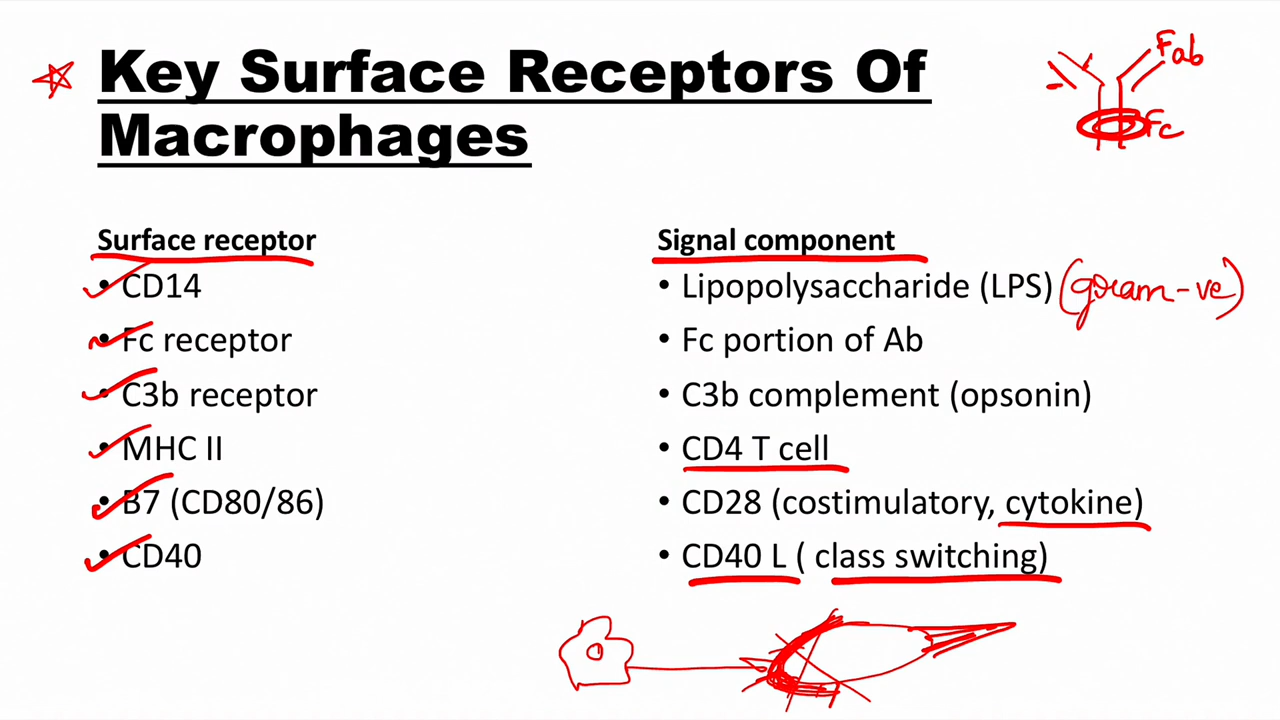 Key Surface Receptors Of
Macrophages
Fab
Fc
Surface receptor
• CD14
• Fc receptor
• C3b receptor
• MHC II
• B7 (CD80/86)
• CD40
Signal component
• Lipopolysaccharide (LPS) (gram -ve)
• Fc portion of Ab
• C3b complement (opsonin)
• CD4 T cell
• CD28 (costimulatory, cytokine)
• CD40 L ( class switching)